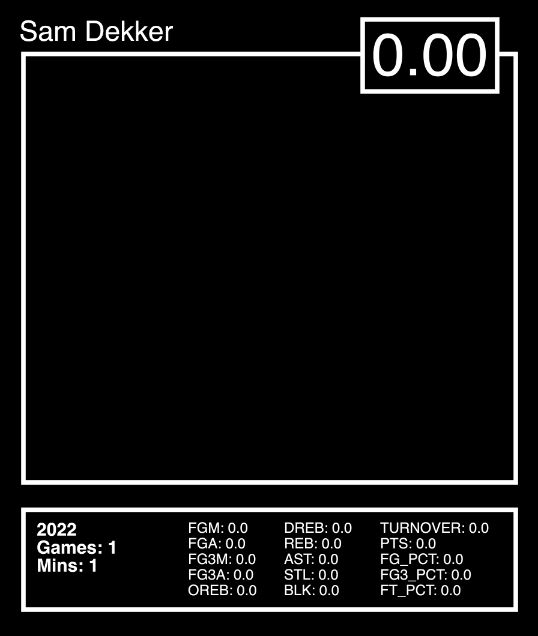 Sam Dekker
0.00
2022
Games: 1
Mins: 1
FGM: 0.0
FGA: 0.0
FG3M: 0.0
FG3A: 0.0
OREB: 0.0
DREB: 0.0
REB: 0.0
AST: 0.0
STL: 0.0
BLK: 0.0
TURNOVER: 0.0
PTS: 0.0
FG_PCT: 0.0
FG3_PCT: 0.0
FT_PCT: 0.0